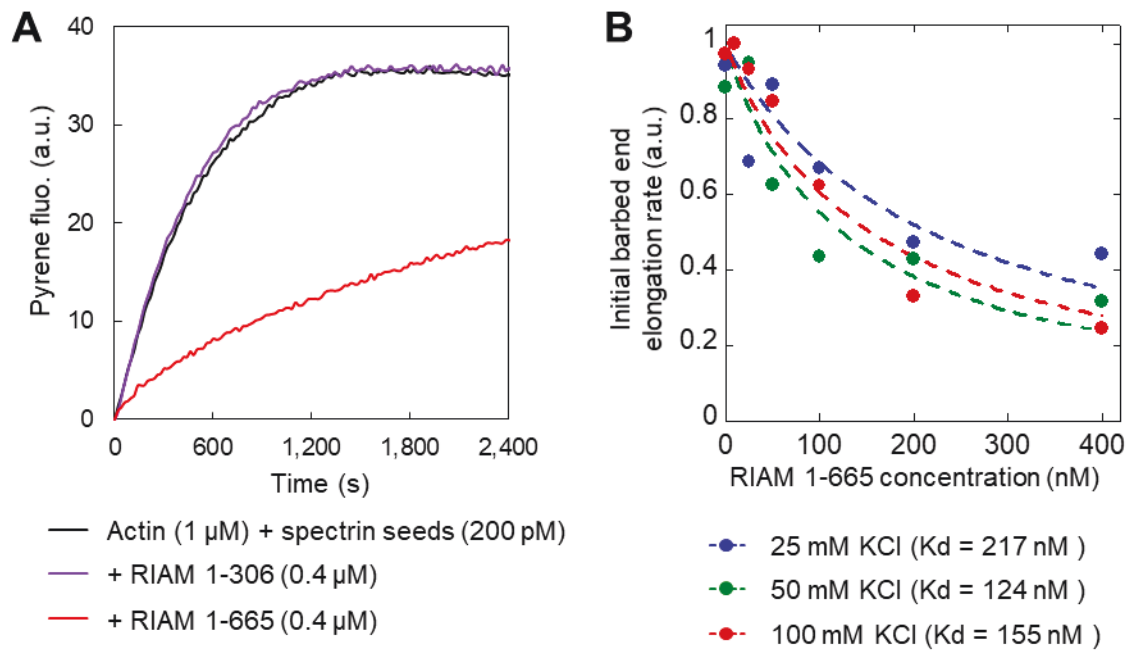 A
Pyrene fluo. (a.u.)
40
30
20
10
0
0 600 1,200 1,800 2,400
Time (s)
Actin (1 µM) + spectrin seeds (200 pM)
+ RIAM 1-306 (0.4 µM)
+ RIAM 1-665 (0.4 µM)
B
Initial barbed end
elongation rate (a.u.)
1
0.8
0.6
0.4
0.2
0
0 100 200 300 400
RIAM 1-665 concentration (nM)
25 mM KCl (Kd = 217 nM )
50 mM KCl (Kd = 124 nM )
100 mM KCl (Kd = 155 nM )